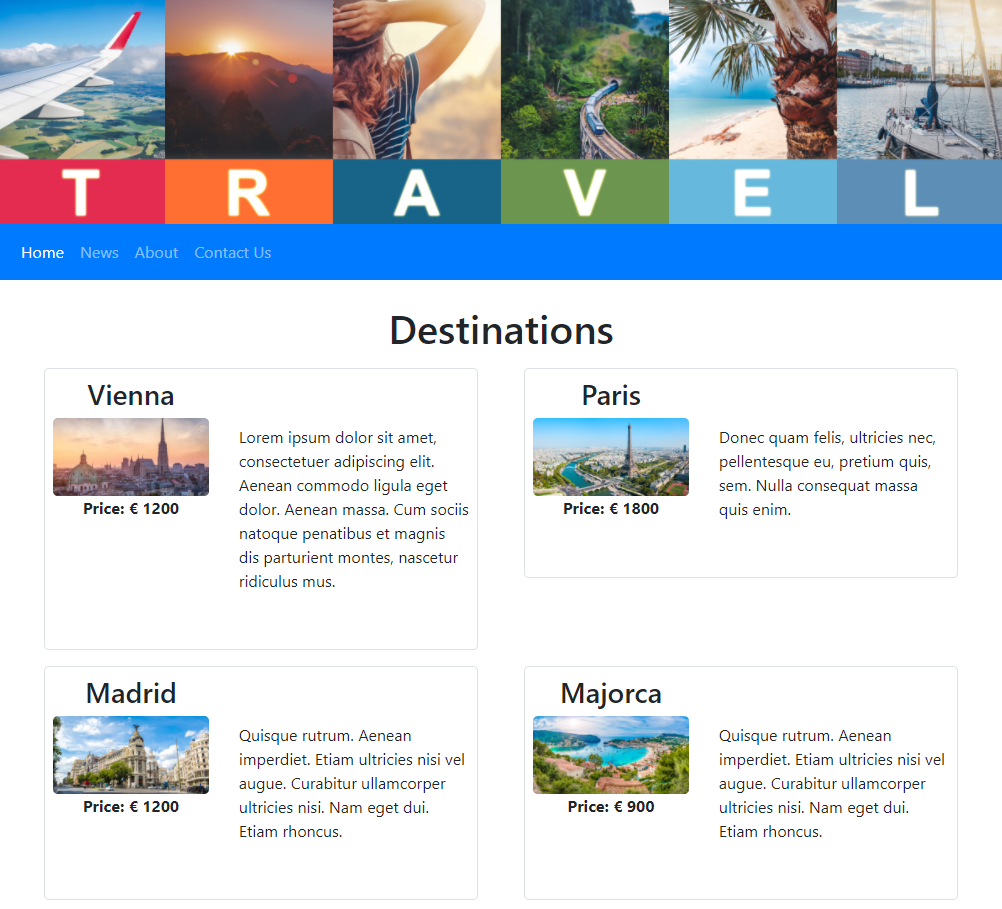 T R A V E L
Home News About Contact Us
Destinations
Vienna
Lorem ipsum dolor sit amet,
consectetuer adipiscing elit.
Aenean commodo ligula eget
dolor. Aenean massa. Cum sociis
natoque penatibus et magnis
dis parturient montes, nascetur
ridiculus mus.
Price: € 1200
Paris
Donec quam felis, ultricies nec,
pellentesque eu, pretium quis,
sem. Nulla consequat massa
quis enim.
Price: € 1800
Madrid
Quisque rutrum. Aenean
imperdiet. Etiam ultricies nisi vel
augue. Curabitur ullamcorper
ultricies nisi. Nam eget dui.
Etiam rhoncus.
Price: € 1200
Majorca
Quisque rutrum. Aenean
imperdiet. Etiam ultricies nisi vel
augue. Curabitur ullamcorper
ultricies nisi. Nam eget dui.
Etiam rhoncus.
Price: € 900